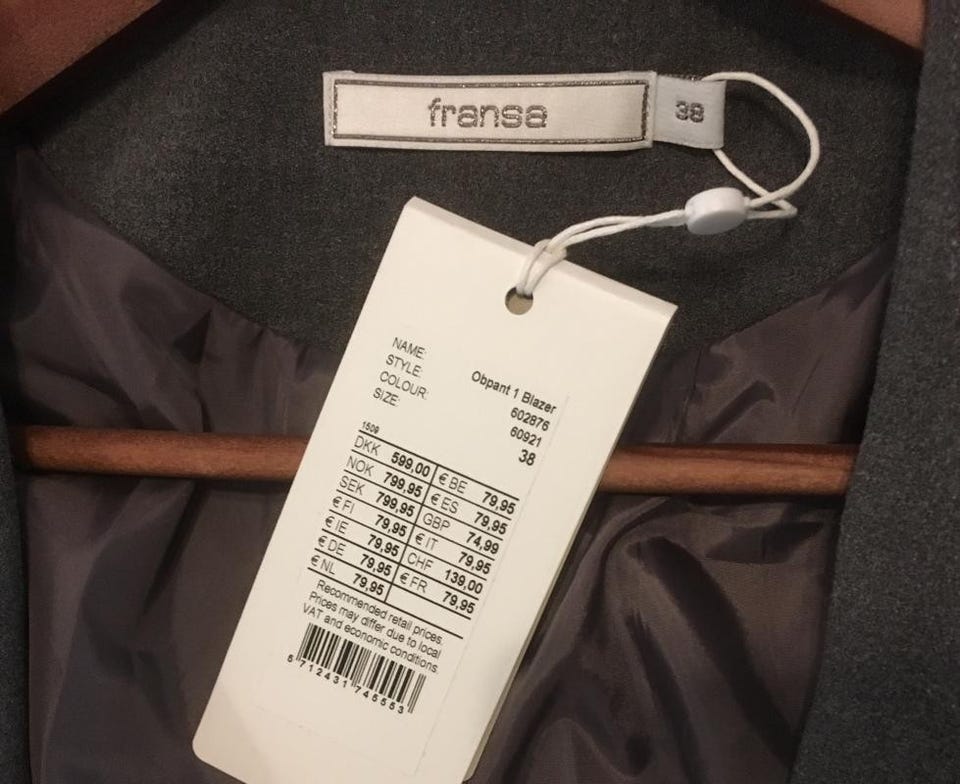 fransa
38
NAME: Obpant 1 Blazer
STYLE: 602876
COLOUR: 60921
SIZE: 38
1509
DKK 599,00 € BE 79,95
NOK 799,95 € ES 79,95
SEK 799,95 GBP 74,99
€ FI 79,95 € IT 79,95
€ IE 79,95 CHF 139,00
€ DE 79,95 € FR 79,95
€ NL 79,95
Recommended retail prices.
Prices may differ due to local
VAT and economic conditions.
5 712431 745553